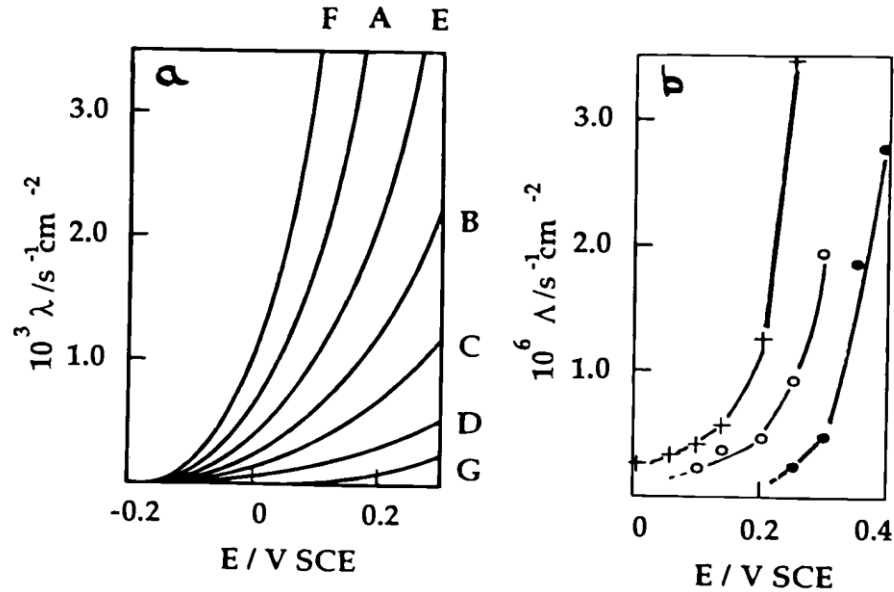 F A E
a
3.0
2.0
1.0
10³ λ/s⁻¹cm⁻²
B
C
D
G
-0.2 0 0.2
E / V SCE
b
3.0
2.0
1.0
10⁶ Λ/s⁻¹cm⁻²
0 0.2 0.4
E / V SCE